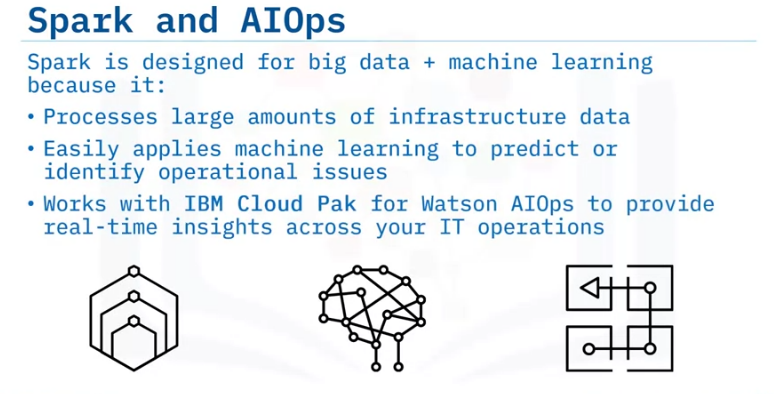 Spark and AIOps
Spark is designed for big data + machine learning
because it:
• Processes large amounts of infrastructure data
• Easily applies machine learning to predict or
identify operational issues
• Works with IBM Cloud Pak for Watson AIOps to provide
real-time insights across your IT operations